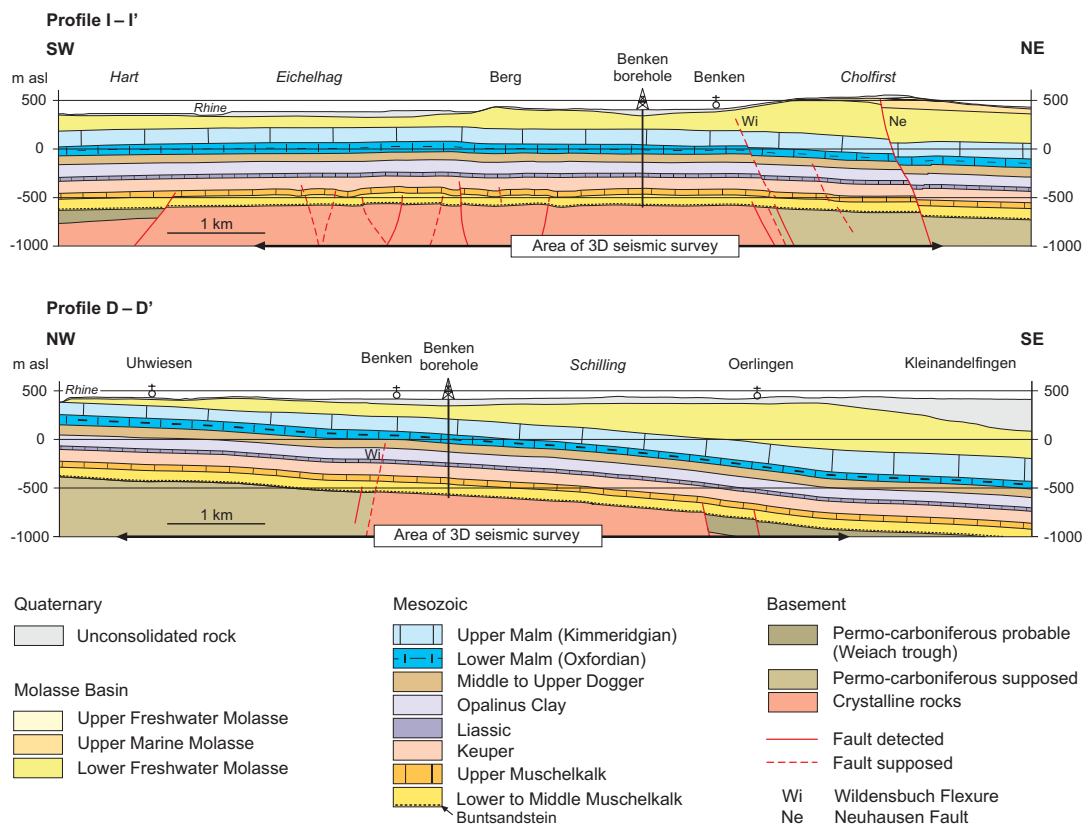 Profile I – I’
SW
NE
m asl
Hart
Eichelhag
Berg
Benken
borehole
Benken
Cholfirst
500
Rhine
500
Wi
Ne
0
0
-500
-500
1 km
-1000
Area of 3D seismic survey
-1000
Profile D – D’
NW
SE
m asl
Uhwiesen
Benken
Benken
borehole
Schilling
Oerlingen
Kleinandelfingen
500
Rhine
500
0
0
Wi
-500
-500
1 km
-1000
Area of 3D seismic survey
-1000
Quaternary
Unconsolidated rock
Molasse Basin
Upper Freshwater Molasse
Upper Marine Molasse
Lower Freshwater Molasse
Mesozoic
Upper Malm (Kimmeridgian)
Lower Malm (Oxfordian)
Middle to Upper Dogger
Opalinus Clay
Liassic
Keuper
Upper Muschelkalk
Lower to Middle Muschelkalk
Buntsandstein
Basement
Permo-carboniferous probable
(Weiach trough)
Permo-carboniferous supposed
Crystalline rocks
Fault detected
Fault supposed
Wi Wildensbuch Flexure
Ne Neuhausen Fault